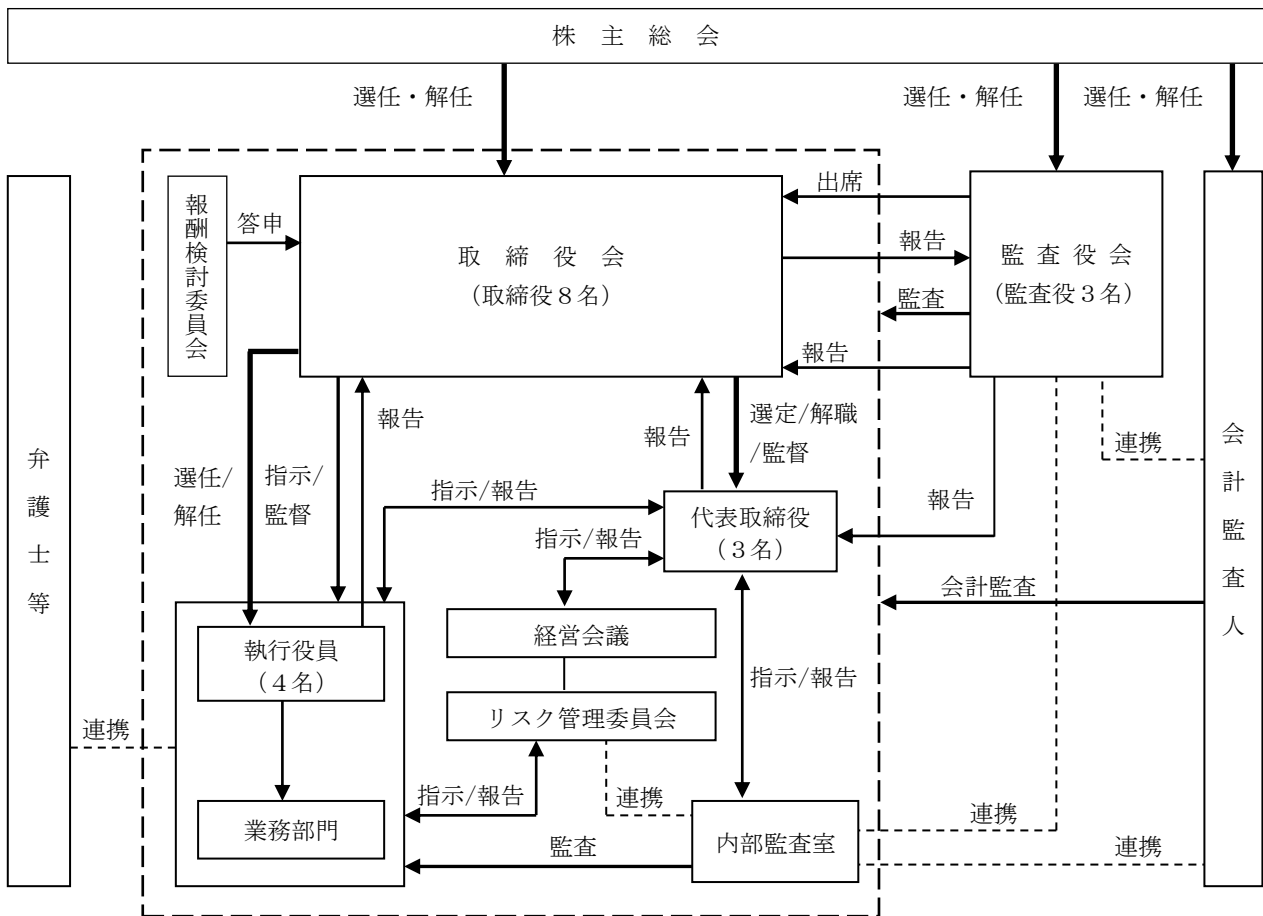 株　主　総　会
選任・解任
選任・解任
選任・解任
報酬検討委員会
答申
取　締　役　会
（取締役８名）
出席
報告
監査
報告
監 査 役 会
（監査役３名）
弁護士等
会計監査人
選任/
解任
指示/
監督
報告
報告
選定/解職
/監督
連携
指示/報告
代表取締役
（３名）
報告
指示/報告
会計監査
執行役員
（４名）
経営会議
指示/報告
リスク管理委員会
連携
指示/報告
連携
業務部門
監査
内部監査室
連携
連携